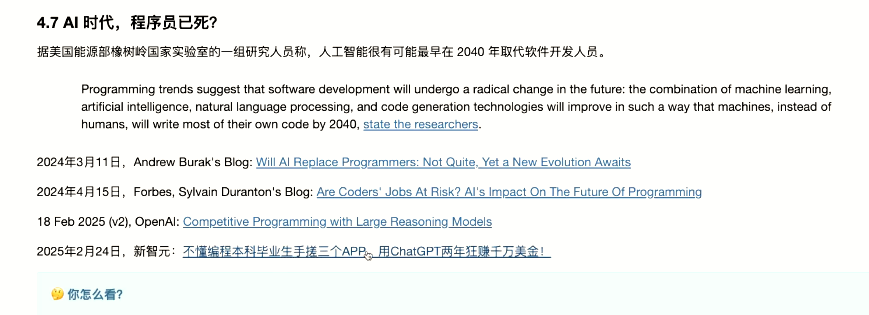 4.7 AI 时代，程序员已死?
据美国能源部橡树岭国家实验室的一组研究人员称，人工智能很有可能最早在 2040 年取代软件开发人员。
Programming trends suggest that software development will undergo a radical change in the future: the combination of machine learning,
artificial intelligence, natural language processing, and code generation technologies will improve in such a way that machines, instead of
humans, will write most of their own code by 2040, state the researchers.
2024年3月11日，Andrew Burak's Blog: Will AI Replace Programmers: Not Quite, Yet a New Evolution Awaits
2024年4月15日，Forbes, Sylvain Duranton's Blog: Are Coders' Jobs At Risk? AI's Impact On The Future Of Programming
18 Feb 2025 (v2), OpenAI: Competitive Programming with Large Reasoning Models
2025年2月24日，新智元：不懂编程本科毕业生手搓三个APP，用ChatGPT两年狂赚千万美金！
🤔 你怎么看?